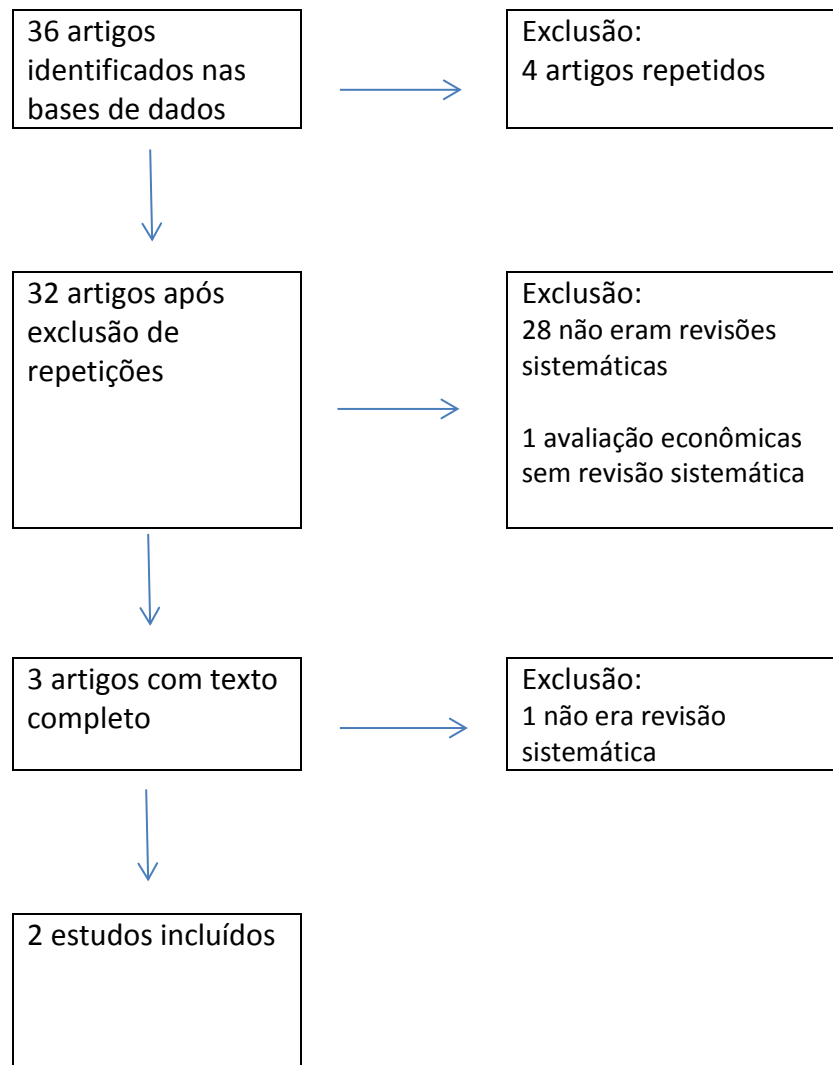 36 artigos
identificados nas
bases de dados
Exclusão:
4 artigos repetidos
32 artigos após
exclusão de
repetições
Exclusão:
28 não eram revisões
sistemáticas
1 avaliação econômicas
sem revisão sistemática
3 artigos com texto
completo
Exclusão:
1 não era revisão
sistemática
2 estudos incluídos